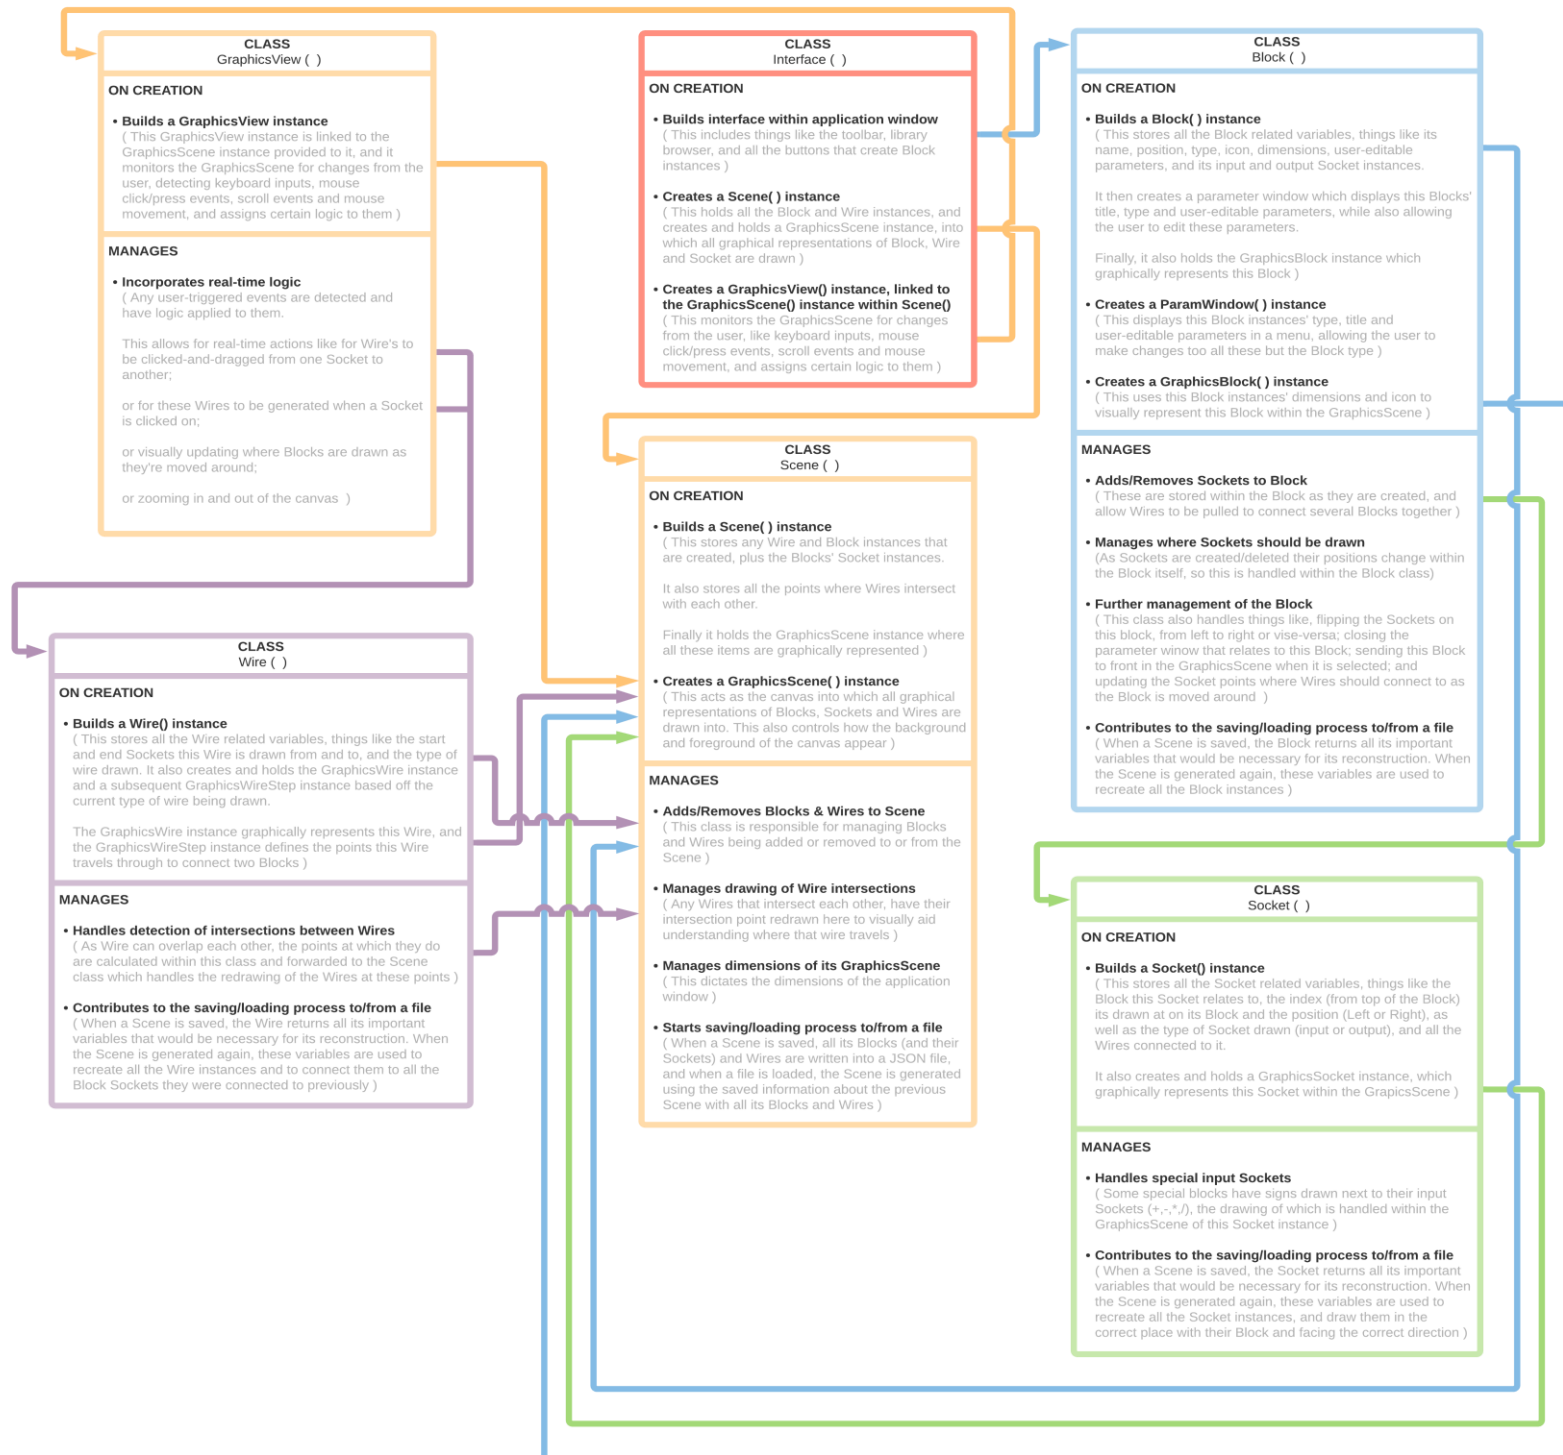 CLASS
GraphicsView ( )
ON CREATION
• Builds a GraphicsView instance
( This GraphicsView instance is linked to the
GraphicsScene instance provided to it, and it
monitors the GraphicsScene for changes from the
user, detecting keyboard inputs, mouse
click/press events, scroll events and mouse
movement, and assigns certain logic to them )
MANAGES
• Incorporates real-time logic
( Any user-triggered events are detected and
have logic applied to them.
This allows for real-time actions like for Wire's to
be clicked-and-dragged from one Socket to
another;
or for these Wires to be generated when a Socket
is clicked on;
or visually updating where Blocks are drawn as
they're moved around;
or zooming in and out of the canvas )
CLASS
Interface ( )
ON CREATION
• Builds interface within application window
( This includes things like the toolbar, library
browser, and all the buttons that create Block
instances )
• Creates a Scene( ) instance
( This holds all the Block and Wire instances, and
creates and holds a GraphicsScene instance, into
which all graphical representations of Block, Wire
and Socket are drawn )
• Creates a GraphicsView() instance, linked to
the GraphicsScene() instance within Scene()
( This monitors the GraphicsScene for changes
from the user, like keyboard inputs, mouse
click/press events, scroll events and mouse
movement, and assigns certain logic to them )
CLASS
Block ( )
ON CREATION
• Builds a Block( ) instance
( This stores all the Block related variables, things like its
name, position, type, icon, dimensions, user-editable
parameters, and its input and output Socket instances.
It then creates a parameter window which displays this Blocks'
title, type and user-editable parameters, while also allowing
the user to edit these parameters.
Finally, it also holds the GraphicsBlock instance which
graphically represents this Block )
• Creates a ParamWindow( ) instance
( This displays this Block instances' type, title and
user-editable parameters in a menu, allowing the user to
make changes too all these but the Block type )
• Creates a GraphicsBlock( ) instance
( This uses this Block instances' dimensions and icon to
visually represent this Block within the GraphicsScene )
MANAGES
• Adds/Removes Sockets to Block
( These are stored within the Block as they are created, and
allow Wires to be pulled to connect several Blocks together )
• Manages where Sockets should be drawn
(As Sockets are created/deleted their positions change within
the Block itself, so this is handled within the Block class)
• Further management of the Block
( This class also handles things like, flipping the Sockets on
this block, from left to right or vise-versa; closing the
parameter winow that relates to this Block; sending this Block
to front in the GraphicsScene when it is selected; and
updating the Socket points where Wires should connect to as
the Block is moved around )
• Contributes to the saving/loading process to/from a file
( When a Scene is saved, the Block returns all its important
variables that would be necessary for its reconstruction. When
the Scene is generated again, these variables are used to
recreate all the Block instances )
CLASS
Scene ( )
ON CREATION
• Builds a Scene( ) instance
( This stores any Wire and Block instances that
are created, plus the Blocks' Socket instances.
It also stores all the points where Wires intersect
with each other.
Finally it holds the GraphicsScene instance where
all these items are graphically represented )
• Creates a GraphicsScene( ) instance
( This acts as the canvas into which all graphical
representations of Blocks, Sockets and Wires are
drawn into. This also controls how the background
and foreground of the canvas appear )
MANAGES
• Adds/Removes Blocks & Wires to Scene
( This class is responsible for managing Blocks
and Wires being added or removed to or from the
Scene )
• Manages drawing of Wire intersections
( Any Wires that intersect each other, have their
intersection point redrawn here to visually aid
understanding where that wire travels )
• Manages dimensions of its GraphicsScene
( This dictates the dimensions of the application
window )
• Starts saving/loading process to/from a file
( When a Scene is saved, all its Blocks (and their
Sockets) and Wires are written into a JSON file,
and when a file is loaded, the Scene is generated
using the saved information about the previous
Scene with all its Blocks and Wires )
CLASS
Wire ( )
ON CREATION
• Builds a Wire() instance
( This stores all the Wire related variables, things like the start
and end Sockets this Wire is drawn from and to, and the type of
wire drawn. It also creates and holds the GraphicsWire instance
and a subsequent GraphicsWireStep instance based off the
current type of wire being drawn.
The GraphicsWire instance graphically represents this Wire, and
the GraphicsWireStep instance defines the points this Wire
travels through to connect two Blocks )
MANAGES
• Handles detection of intersections between Wires
( As Wire can overlap each other, the points at which they do
are calculated within this class and forwarded to the Scene
class which handles the redrawing of the Wires at these points )
• Contributes to the saving/loading process to/from a file
( When a Scene is saved, the Wire returns all its important
variables that would be necessary for its reconstruction. When
the Scene is generated again, these variables are used to
recreate all the Wire instances and to connect them to all the
Block Sockets they were connected to previously )
CLASS
Socket ( )
ON CREATION
• Builds a Socket() instance
( This stores all the Socket related variables, things like the
Block this Socket relates to, the index (from top of the Block)
its drawn at on its Block and the position (Left or Right), as
well as the type of Socket drawn (input or output), and all the
Wires connected to it.
It also creates and holds a GraphicsSocket instance, which
graphically represents this Socket within the GrapicsScene )
MANAGES
• Handles special input Sockets
( Some special blocks have signs drawn next to their input
Sockets (+,-,*,/), the drawing of which is handled within the
GraphicsScene of this Socket instance )
• Contributes to the saving/loading process to/from a file
( When a Scene is saved, the Socket returns all its important
variables that would be necessary for its reconstruction. When
the Scene is generated again, these variables are used to
recreate all the Socket instances, and draw them in the
correct place with their Block and facing the correct direction )